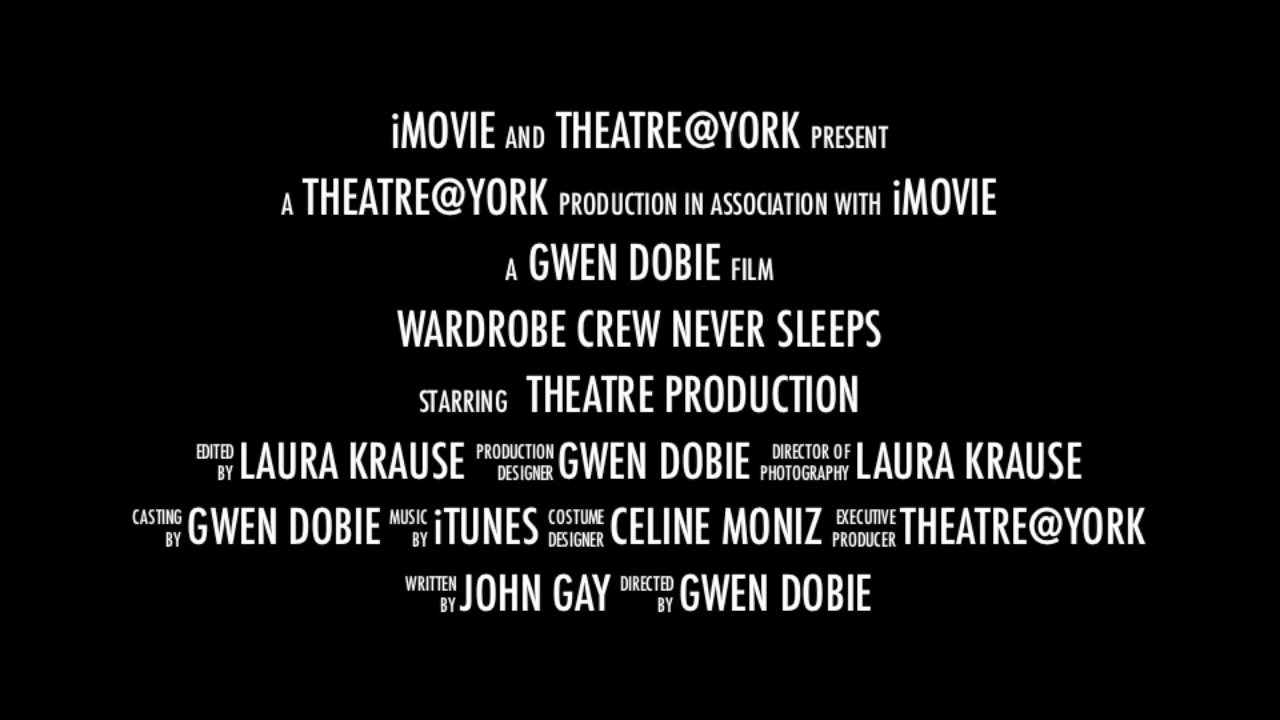 iMOVIE AND THEATRE@YORK PRESENT
A THEATRE@YORK PRODUCTION IN ASSOCIATION WITH iMOVIE
A GWEN DOBIE FILM
WARDROBE CREW NEVER SLEEPS
STARRING THEATRE PRODUCTION
EDITED BY LAURA KRAUSE PRODUCTION DESIGNER GWEN DOBIE DIRECTOR OF PHOTOGRAPHY LAURA KRAUSE
CASTING BY GWEN DOBIE MUSIC BY iTUNES COSTUME DESIGNER CELINE MONIZ EXECUTIVE PRODUCER THEATRE@YORK
WRITTEN BY JOHN GAY DIRECTED BY GWEN DOBIE